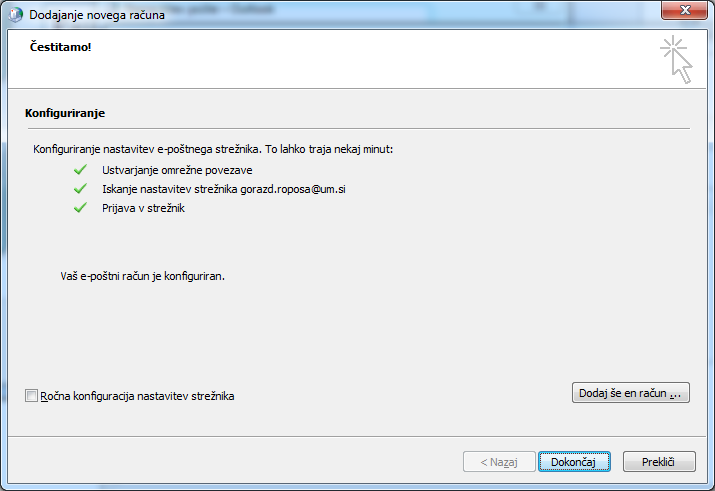 Dodajanje novega računa
Čestitamo!
Konfiguriranje
Konfiguriranje nastavitev e-poštnega strežnika. To lahko traja nekaj minut:
Ustvarjanje omrežne povezave
Iskanje nastavitev strežnika gorazd.roposa@um.si
Prijava v strežnik
Vaš e-poštni račun je konfiguriran.
Ročna konfiguracija nastavitev strežnika
Dodaj še en račun ...
< Nazaj
Dokončaj
Prekliči